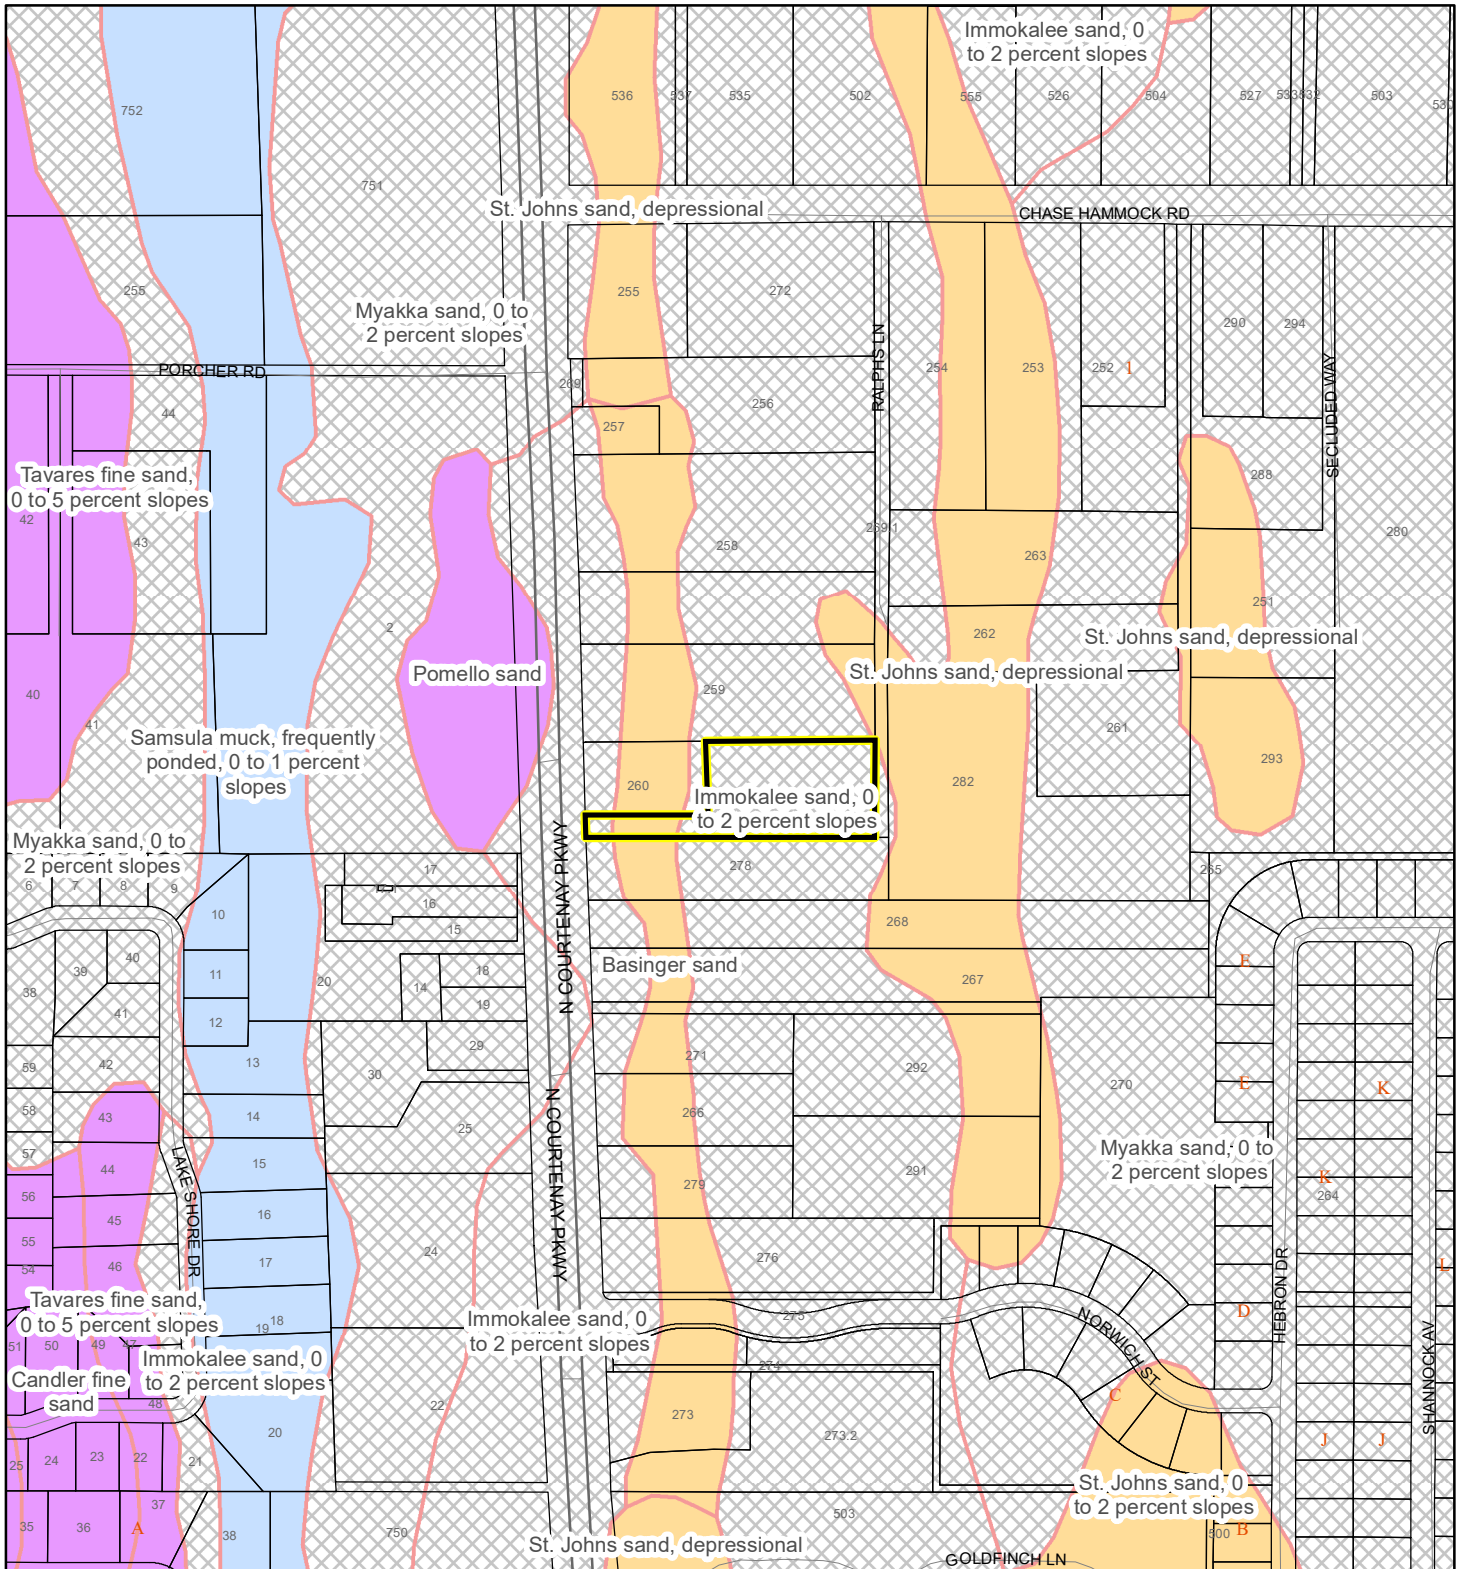 Immokalee sand, 0
to 2 percent slopes
752
536
537
535
502
555
526
504
527
503
530
751
St. Johns sand, depressional
CHASE HAMMOCK RD
255
255
272
Myakka sand, 0 to
2 percent slopes
290
294
RALPHS LN
254
253
252
1
SECLUDED WAY
PORCHER RD
269
256
44
257
Tavares fine sand,
0 to 5 percent slopes
288
42
43
258
269.1
263
280
2
251
262
St. Johns sand, depressional
Pomello sand
St. Johns sand, depressional
40
259
41
261
Samsula muck, frequently
ponded, 0 to 1 percent
slopes
293
260
282
Immokalee sand, 0
to 2 percent slopes
N COURTENAY PKWY
Myakka sand, 0 to
2 percent slopes
278
265
6
7
8
9
17
16
15
10
268
39
40
38
11
18
Basinger sand
E
20
14
267
12
19
41
59
42
13
29
271
292
30
270
E
K
58
43
14
25
266
N COURTENAY PKWY
57
15
44
LAKE SHORE DR
Myakka sand, 0 to
2 percent slopes
291
279
K
264
56
45
16
55
24
276
54
46
17
L
HEBRON DR
Tavares fine sand,
0 to 5 percent slopes
18
19
275
D
NORWICH ST
Immokalee sand, 0
to 2 percent slopes
51
50
49
47
Immokalee sand, 0
to 2 percent slopes
274
Candler fine
sand
48
C
SHANNOCK AV
22
273
273.2
20
J
J
25
24
23
22
21
St. Johns sand, 0
to 2 percent slopes
37
503
35
36
A
38
750
500
B
St. Johns sand, depressional
GOLDFINCH LN